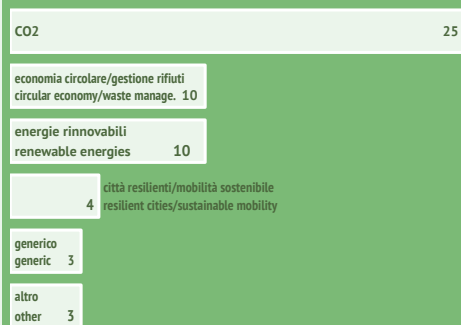 CO2 25
economia circolare/gestione rifiuti
circular economy/waste manage. 10
energie rinnovabili
renewable energies 10
città resilienti/mobilità sostenibile
4 resilient cities/sustainable mobility
generico
generic 3
altro
other 3